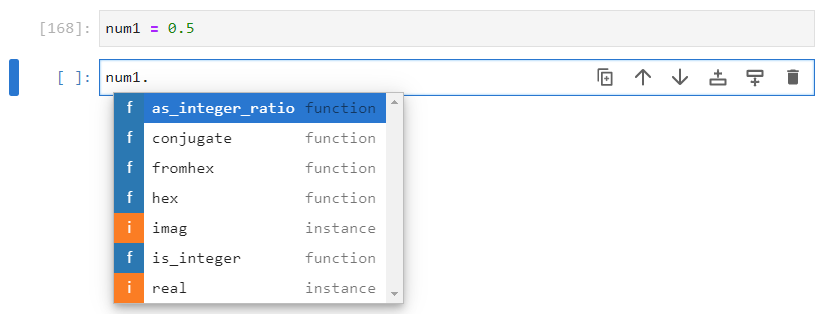 [168]: num1 = 0.5
[ ]: num1.
f as_integer_ratio function
f conjugate function
f fromhex function
f hex function
i imag instance
f is_integer function
i real instance